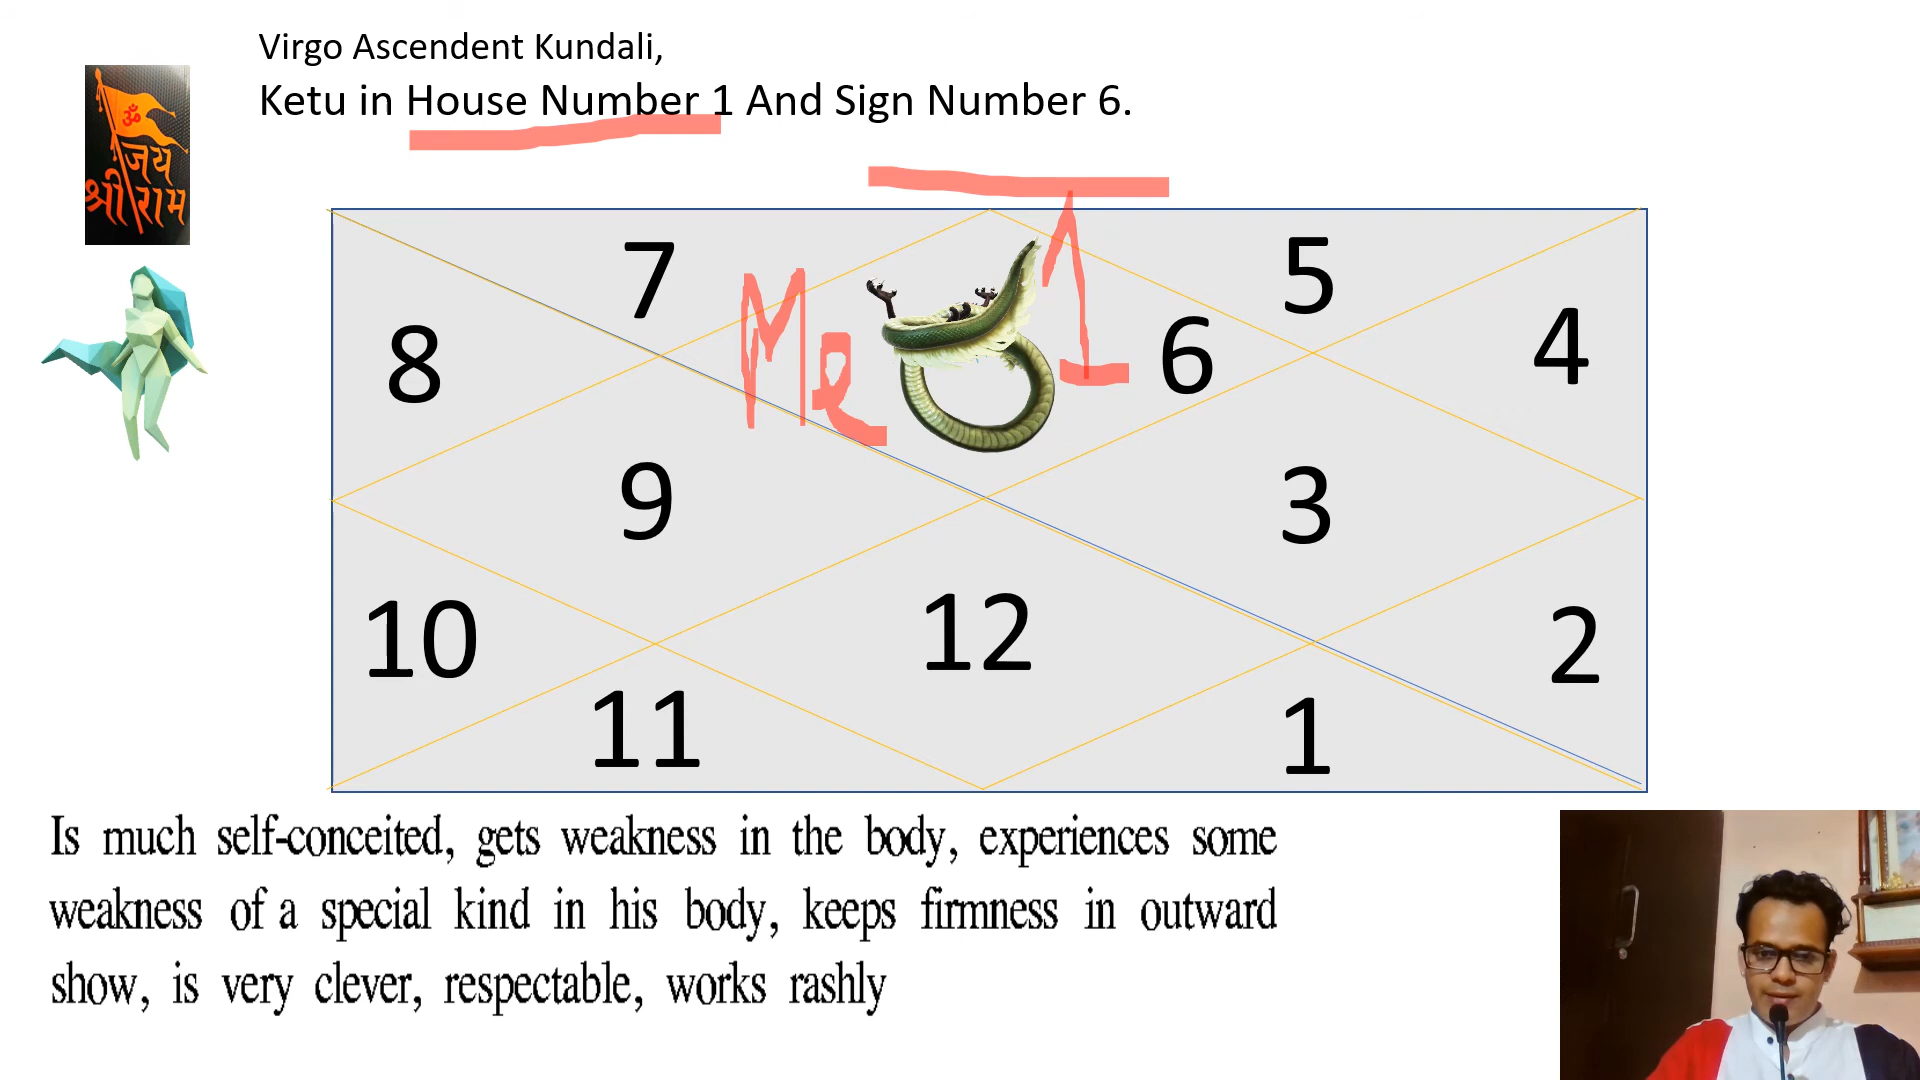 Virgo Ascendent Kundali,
Ketu in House Number 1 And Sign Number 6.
ॐ
जय
श्री राम
7
5
Me
1
8
6
4
9
3
10
12
2
11
1
Is much self-conceited, gets weakness in the body, experiences some
weakness of a special kind in his body, keeps firmness in outward
show, is very clever, respectable, works rashly